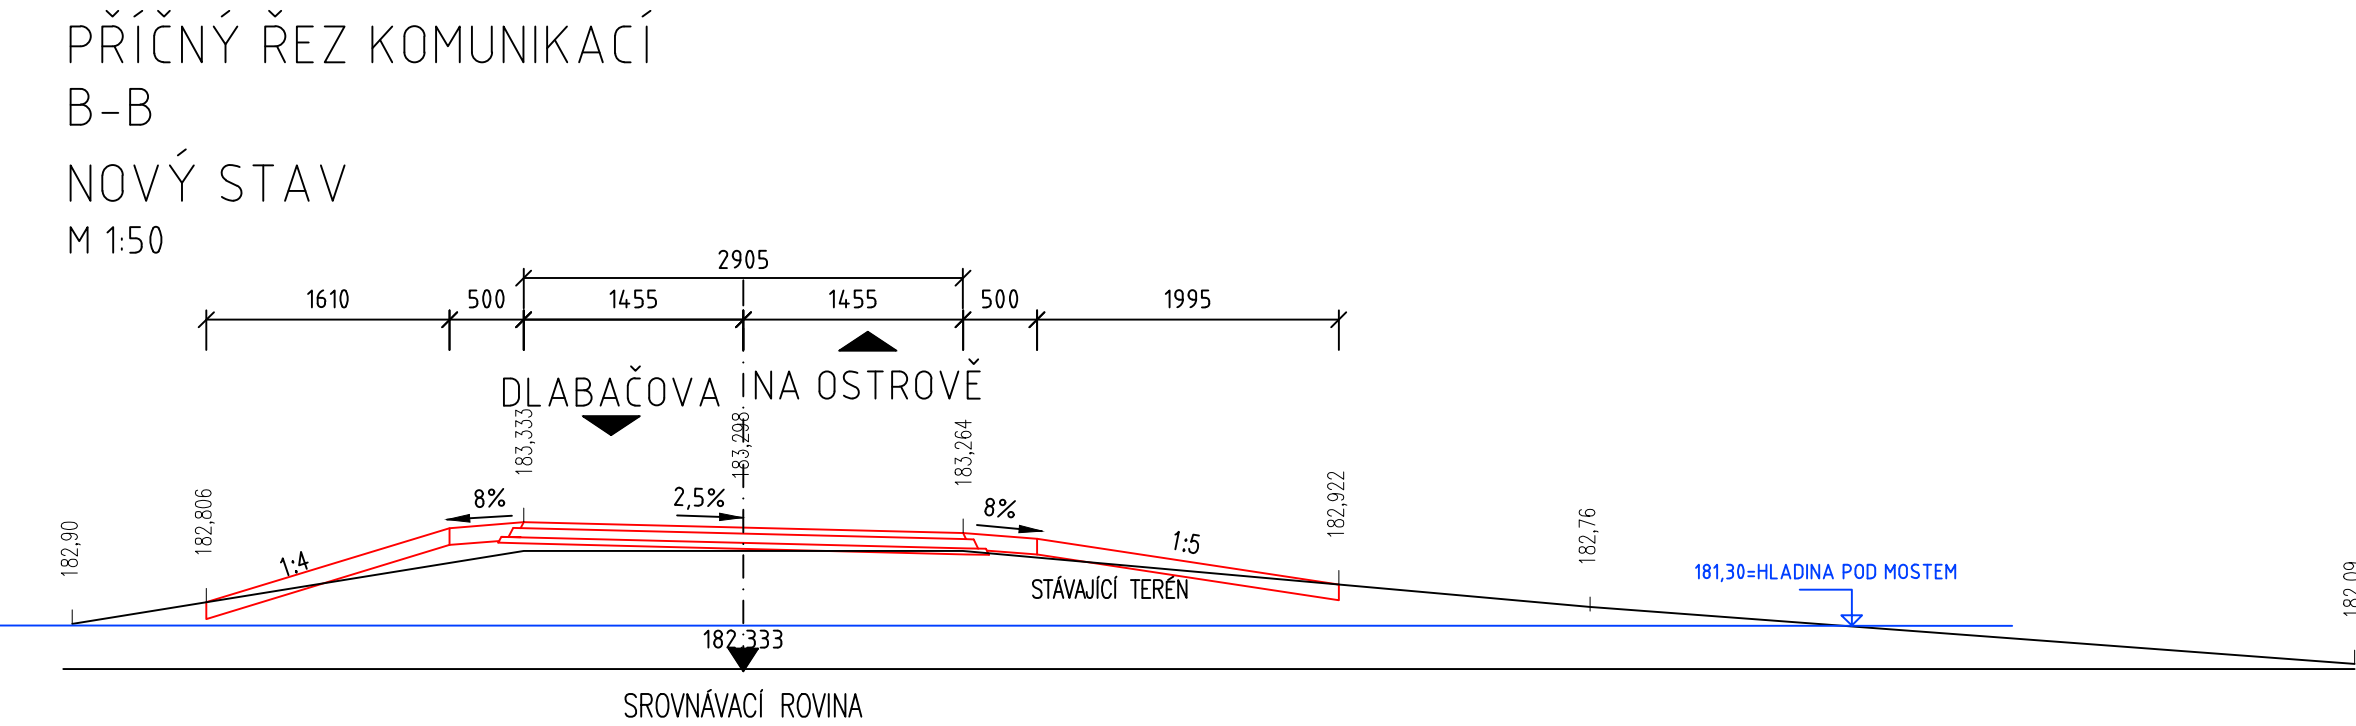 PŘÍČNÝ ŘEZ KOMUNIKACÍ
B-B
NOVÝ STAV
M 1:50
2905
1610 500 1455 1455 500 1995
DLABAČOVA NA OSTROVĚ
183,333 183,298 183,264
182,90 182,806 182,922 182,76 182,09
8% 2,5% 8%
1:4 1:5
STÁVAJÍCÍ TERÉN
181,30=HLADINA POD MOSTEM
182,333
SROVNÁVACÍ ROVINA